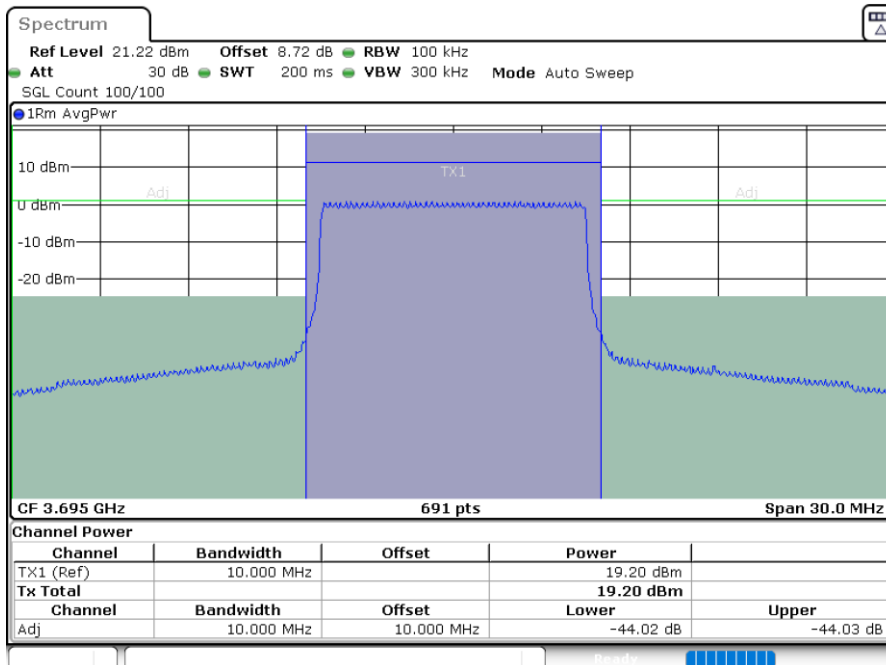 Spectrum
Ref Level 21.22 dBm Offset 8.72 dB RBW 100 kHz
Att 30 dB SWT 200 ms VBW 300 kHz Mode Auto Sweep
SGL Count 100/100
1Rm AvgPwr
10 dBm
TX1
Adj Adj
0 dBm
-10 dBm
-20 dBm
CF 3.695 GHz 691 pts Span 30.0 MHz
Channel Power
Channel Bandwidth Offset Power
TX1 (Ref) 10.000 MHz 19.20 dBm
Tx Total 19.20 dBm
Channel Bandwidth Offset Lower Upper
Adj 10.000 MHz 10.000 MHz -44.02 dB -44.03 dB
Ready